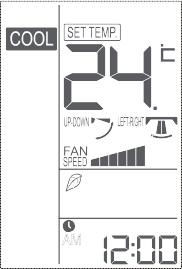 COOL
SET TEMP.
24.°C
UP-DOWN LEFT-RIGHT
FAN
SPEED
AM
12:00